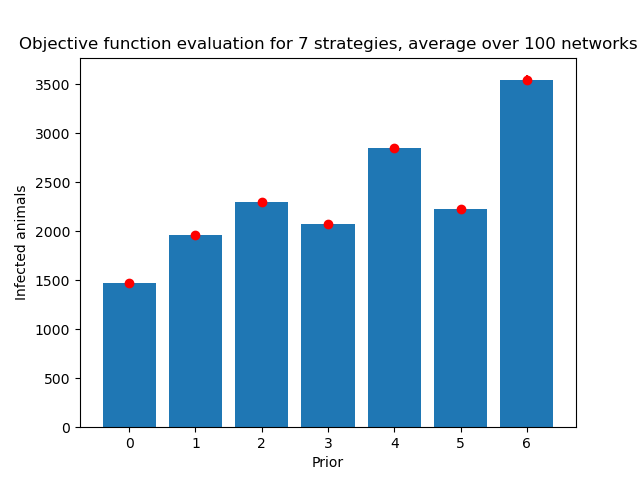 Objective function evaluation for 7 strategies, average over 100 networks
3500
3000
2500
2000
1500
1000
500
0
Infected animals
0 1 2 3 4 5 6
Prior